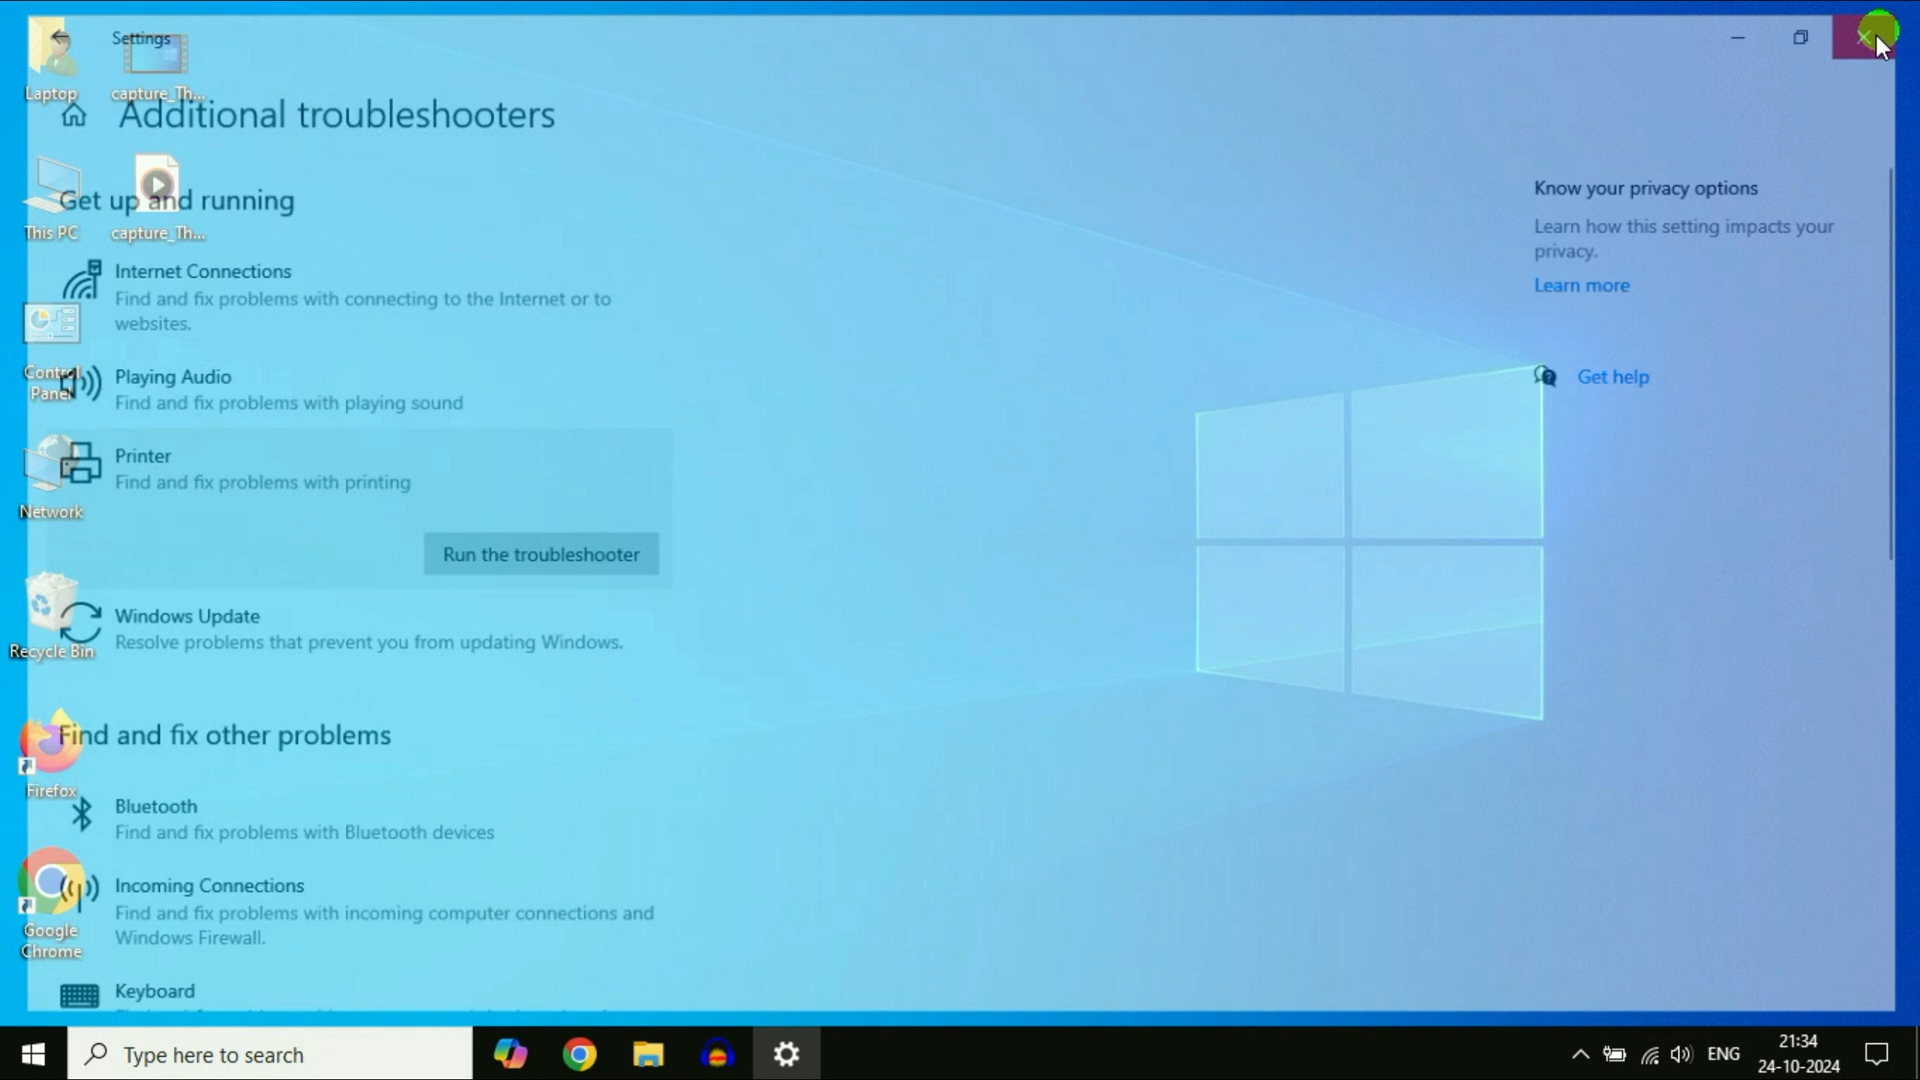 Settings
Laptop
capture_Th...
Additional troubleshooters
Get up and running
This PC
capture_Th...
Internet Connections
Find and fix problems with connecting to the Internet or to
websites.
Control
Panel
Playing Audio
Find and fix problems with playing sound
Printer
Find and fix problems with printing
Network
Run the troubleshooter
Windows Update
Resolve problems that prevent you from updating Windows.
Recycle Bin
Find and fix other problems
Firefox
Bluetooth
Find and fix problems with Bluetooth devices
Incoming Connections
Find and fix problems with incoming computer connections and
Windows Firewall.
Google
Chrome
Keyboard
Know your privacy options
Learn how this setting impacts your
privacy.
Learn more
Get help
Type here to search
ENG
21:34
24-10-2024